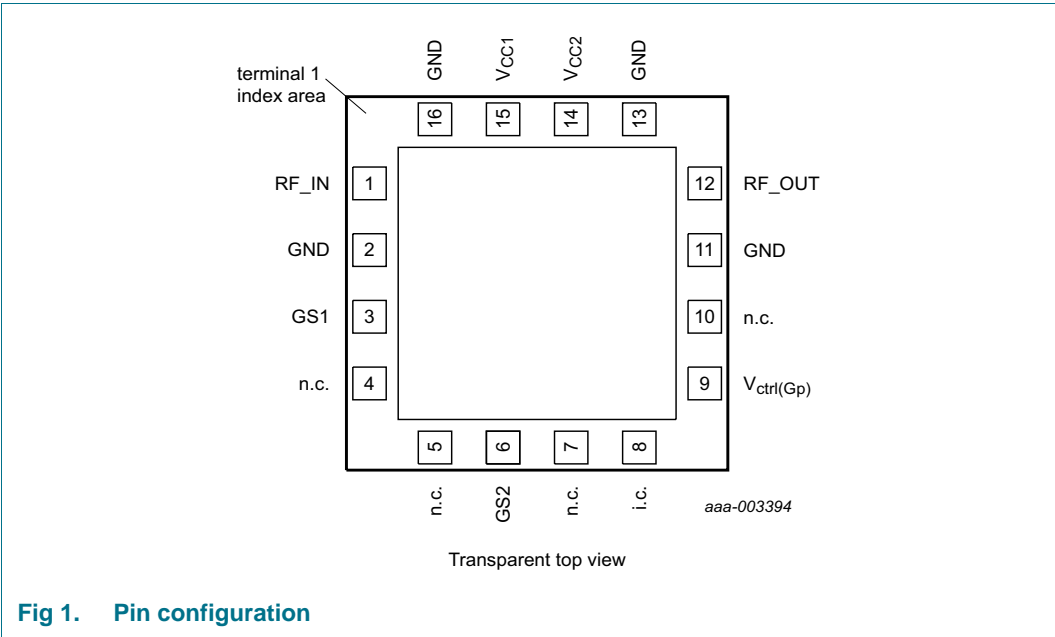 GND VCC1 VCC2 GND
terminal 1
index area
16 15 14 13
RF_IN 1 12 RF_OUT
GND 2 11 GND
GS1 3 10 n.c.
n.c. 4 9 Vctrl(Gp)
5 6 7 8
n.c. GS2 n.c. i.c.
aaa-003394
Transparent top view
Fig 1. Pin configuration